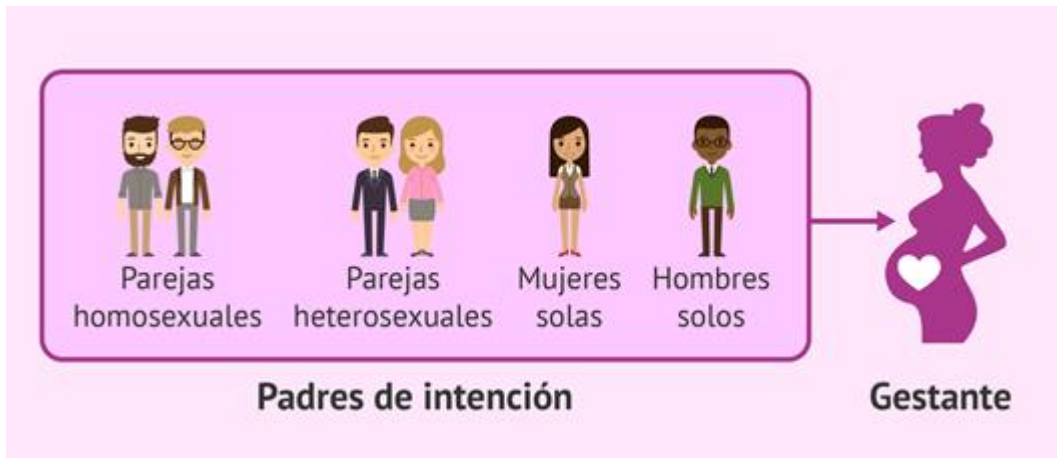 Parejas
homosexuales
Parejas
heterosexuales
Mujeres
solas
Hombres
solos
Padres de intención
Gestante